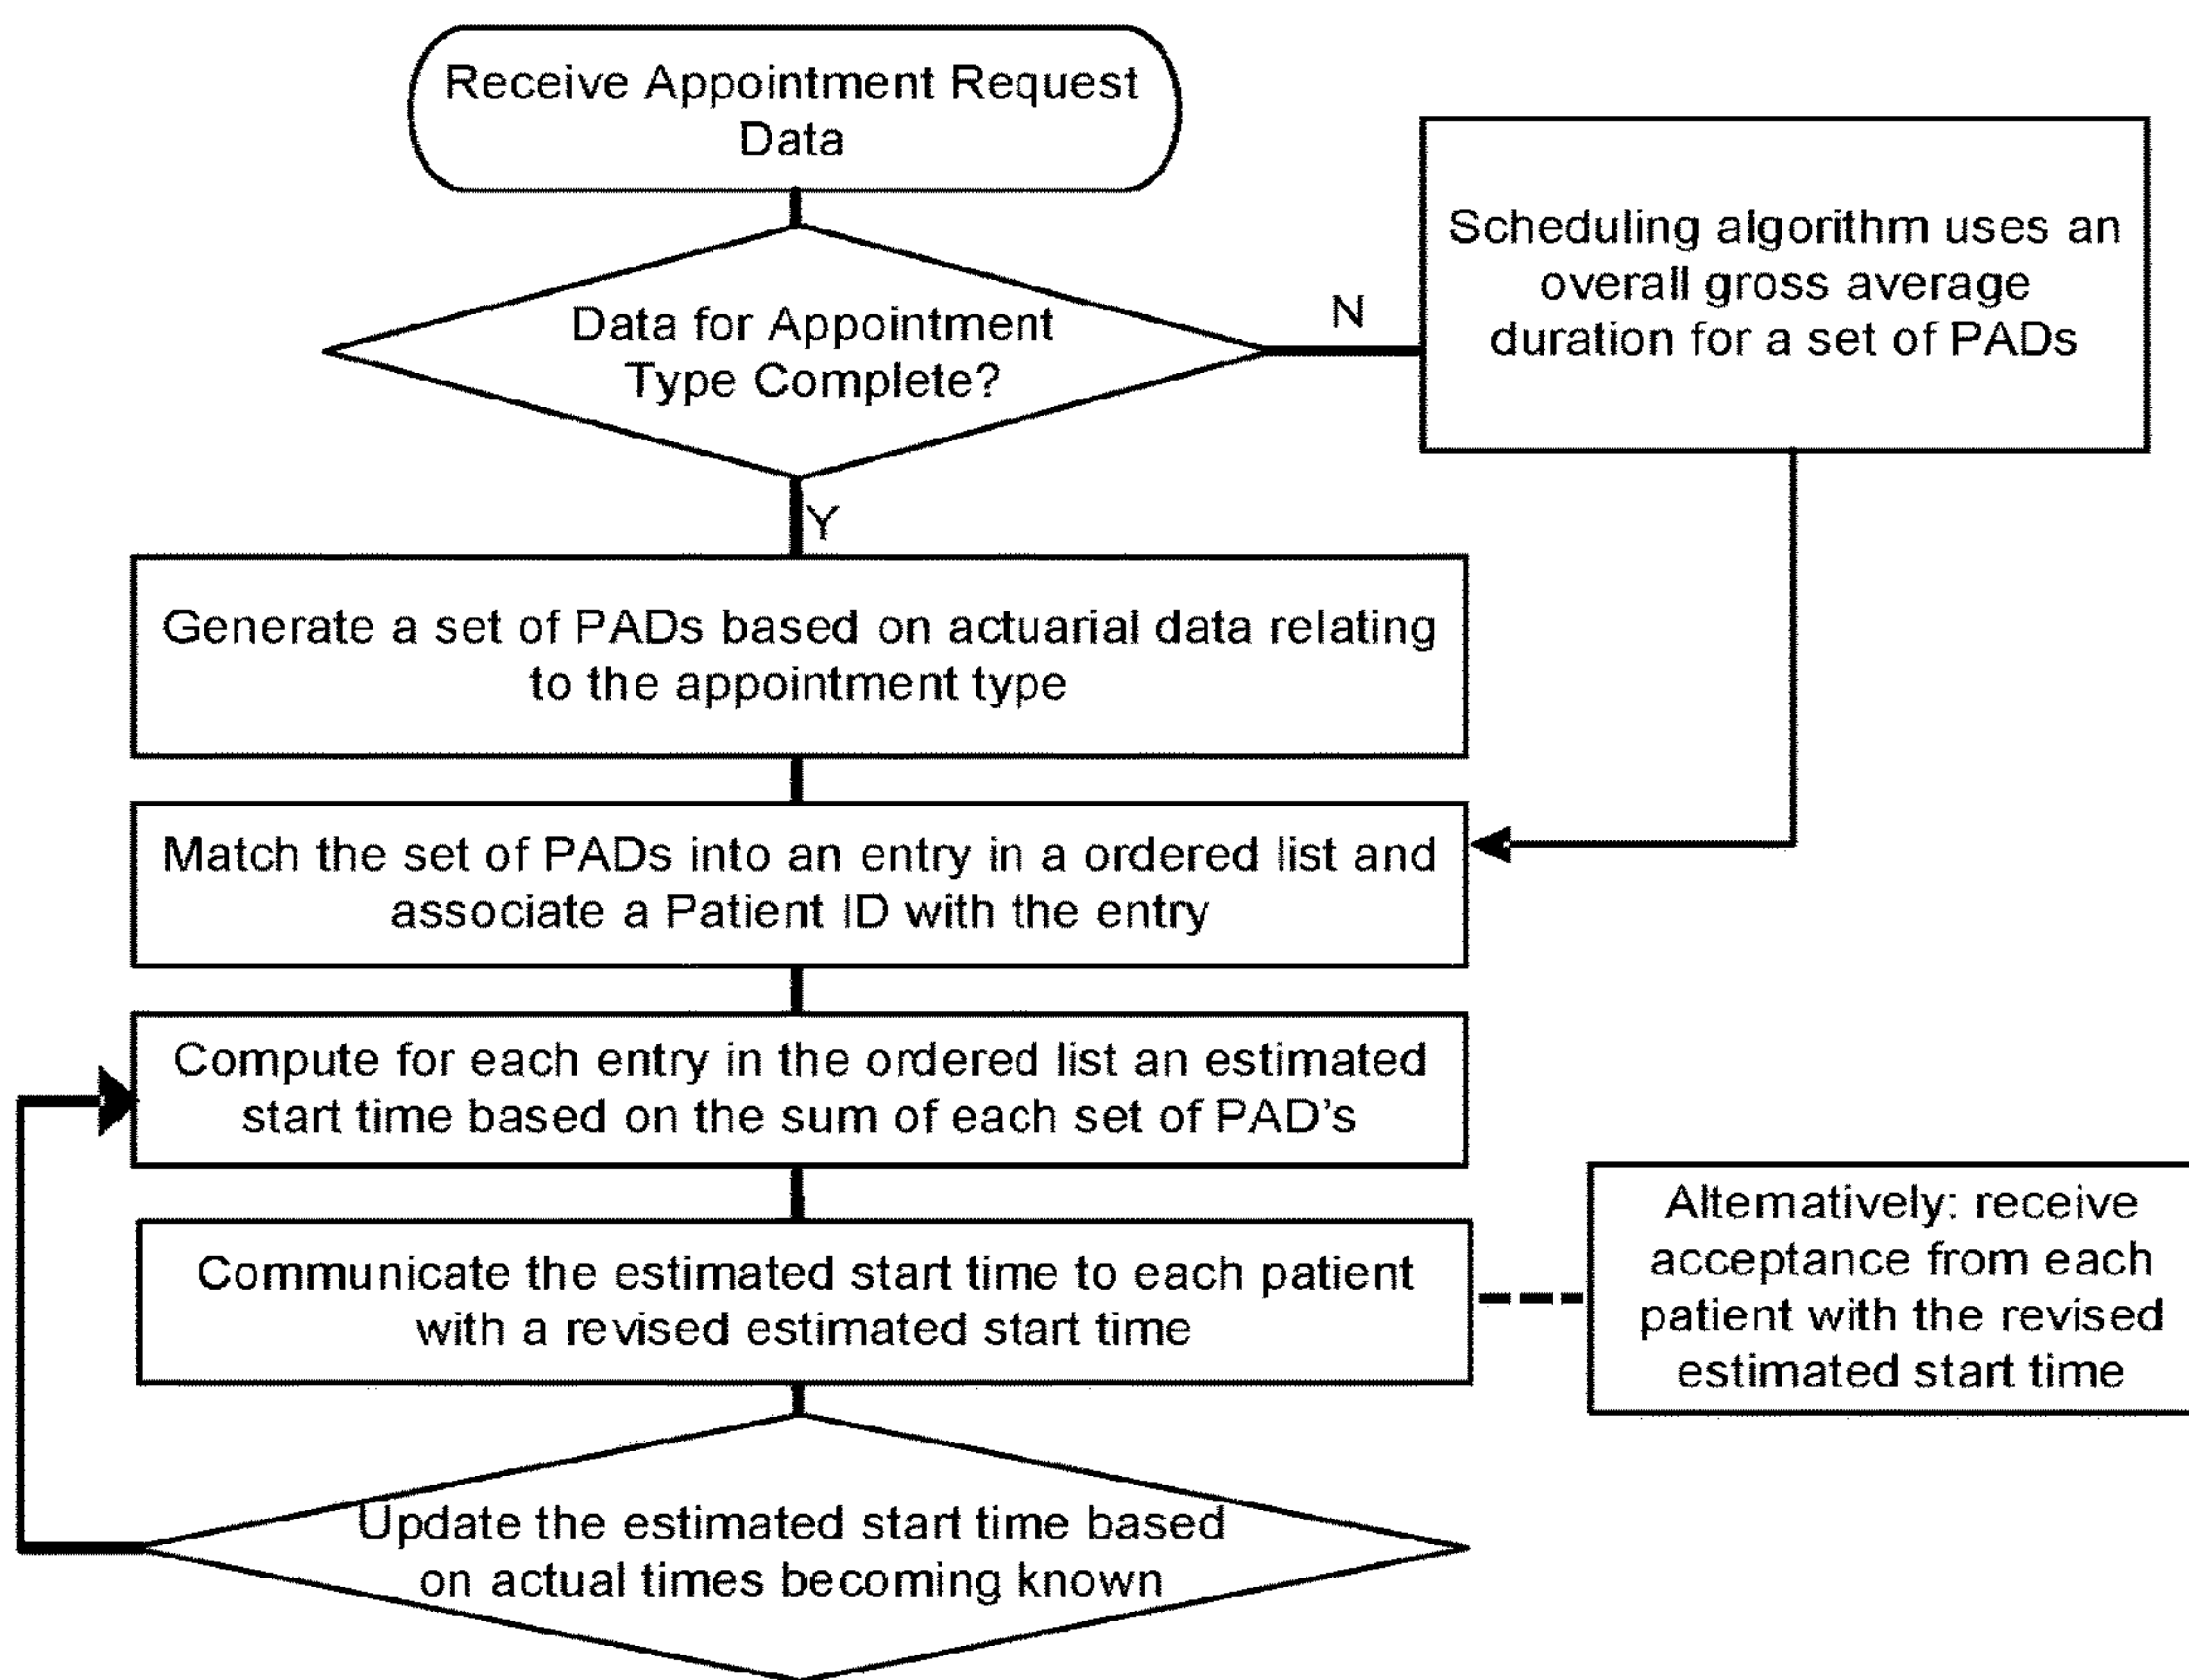 Receive Appointment Request
Data
Data for Appointment
Type Complete?
N
Scheduling algorithm uses an
overall gross average
duration for a set of PADs
Y
Generate a set of PADs based on actuarial data relating
to the appointment type
Match the set of PADs into an entry in a ordered list and
associate a Patient ID with the entry
Compute for each entry in the ordered list an estimated
start time based on the sum of each set of PAD's
Communicate the estimated start time to each patient
with a revised estimated start time
Alternatively: receive
acceptance from each
patient with the revised
estimated start time
Update the estimated start time based
on actual times becoming known